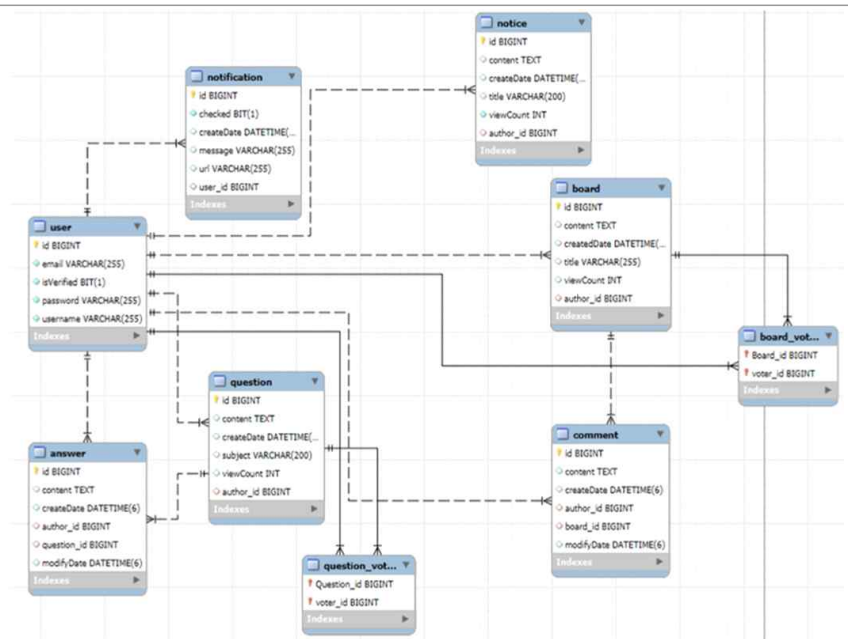 notice
id BIGINT
content TEXT
createDate DATETIME(...
title VARCHAR(200)
viewCount INT
author_id BIGINT
Indexes
notification
id BIGINT
checked BIT(1)
createDate DATETIME(...
message VARCHAR(255)
url VARCHAR(255)
user_id BIGINT
Indexes
board
id BIGINT
content TEXT
createdDate DATETIME(...
title VARCHAR(255)
viewCount INT
author_id BIGINT
Indexes
user
id BIGINT
email VARCHAR(255)
isVerified BIT(1)
password VARCHAR(255)
username VARCHAR(255)
Indexes
board_vot...
Board_id BIGINT
voter_id BIGINT
Indexes
question
id BIGINT
content TEXT
createDate DATETIME(...
subject VARCHAR(200)
viewCount INT
author_id BIGINT
Indexes
comment
id BIGINT
content TEXT
createDate DATETIME(6)
author_id BIGINT
board_id BIGINT
modifyDate DATETIME(6)
Indexes
answer
id BIGINT
content TEXT
createDate DATETIME(6)
author_id BIGINT
question_id BIGINT
modifyDate DATETIME(6)
Indexes
question_vot...
Question_id BIGINT
voter_id BIGINT
Indexes